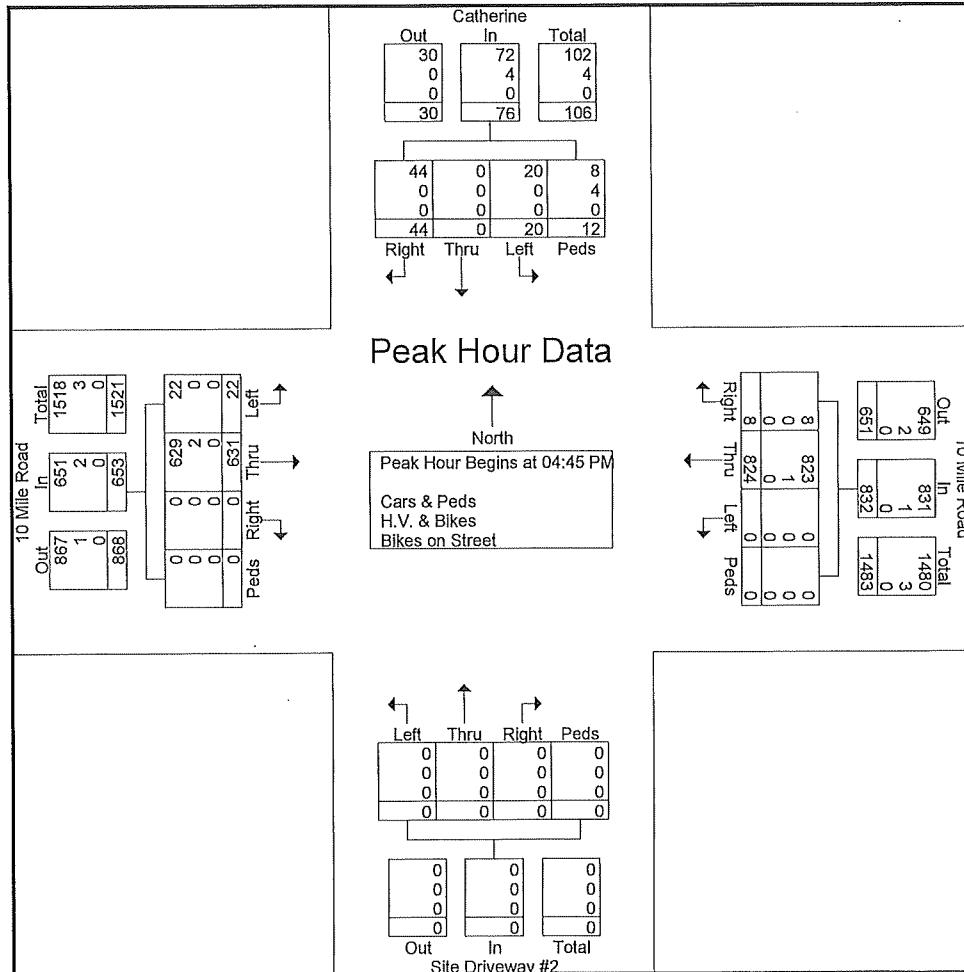 Catherine
Out In Total
30 72 102
0 4 4
0 0 0
30 76 106
44 0 20 8
0 0 0 4
0 0 0 0
44 0 20 12
Right Thru Left Peds
Peak Hour Data
North
Peak Hour Begins at 04:45 PM
Cars & Peds
H.V. & Bikes
Bikes on Street
10 Mile Road
Out In Total
867 651 1518
1 2 3
0 0 0
868 653 1521
Left Thru Right Peds
22 629 0 0
0 2 0 0
0 0 0 0
22 631 0 0
10 Mile Road
Out In Total
649 831 1480
2 1 3
0 0 0
651 832 1483
Right Thru Left Peds
8 823 0 0
0 1 0 0
0 0 0 0
8 824 0 0
Left Thru Right Peds
0 0 0 0
0 0 0 0
0 0 0 0
0 0 0 0
0 0 0
0 0 0
0 0 0
0 0 0
Out In Total
Site Driveway #2